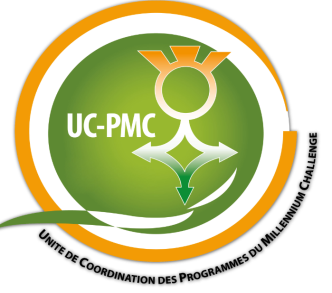 UC-PMC
UNITE DE COORDINATION DES PROGRAMMES DU MILLENNIUM CHALLENGE